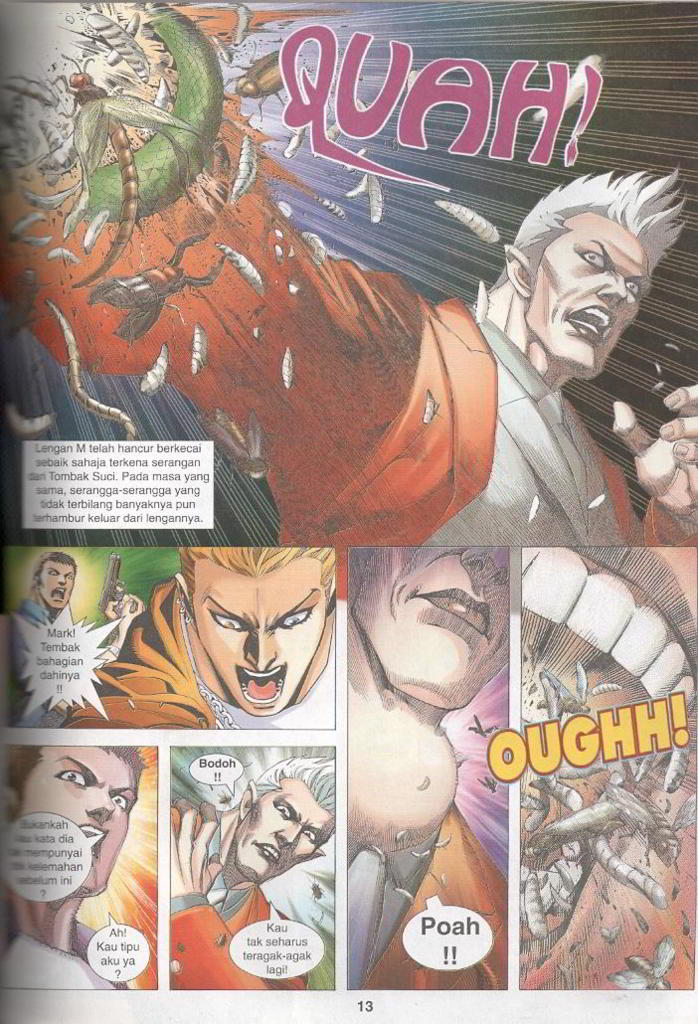 QUAH!
Lengan M telah hancur berkecai
sebaik sahaja terkena serangan
dari Tombak Suci. Pada masa yang
sama, serangga-serangga yang
tidak terbilang banyaknya pun
terhambur keluar dari lengannya.
Mark!
Tembak
bahagian
dahinya
!!
Bukankah
kau kata dia
mempunyai
kelemahan
sebelum ini
?
Ah!
Kau tipu
aku ya
?
Bodoh
!!
Kau
tak seharus
teragak-agak
lagi!
Poah
!!
OUGHH!
13